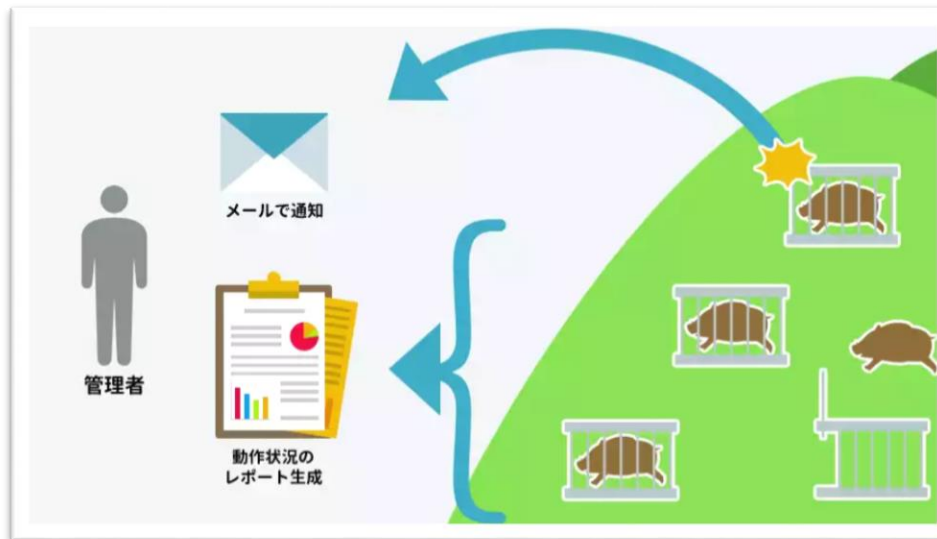 メールで通知
管理者
動作状況の
レポート生成